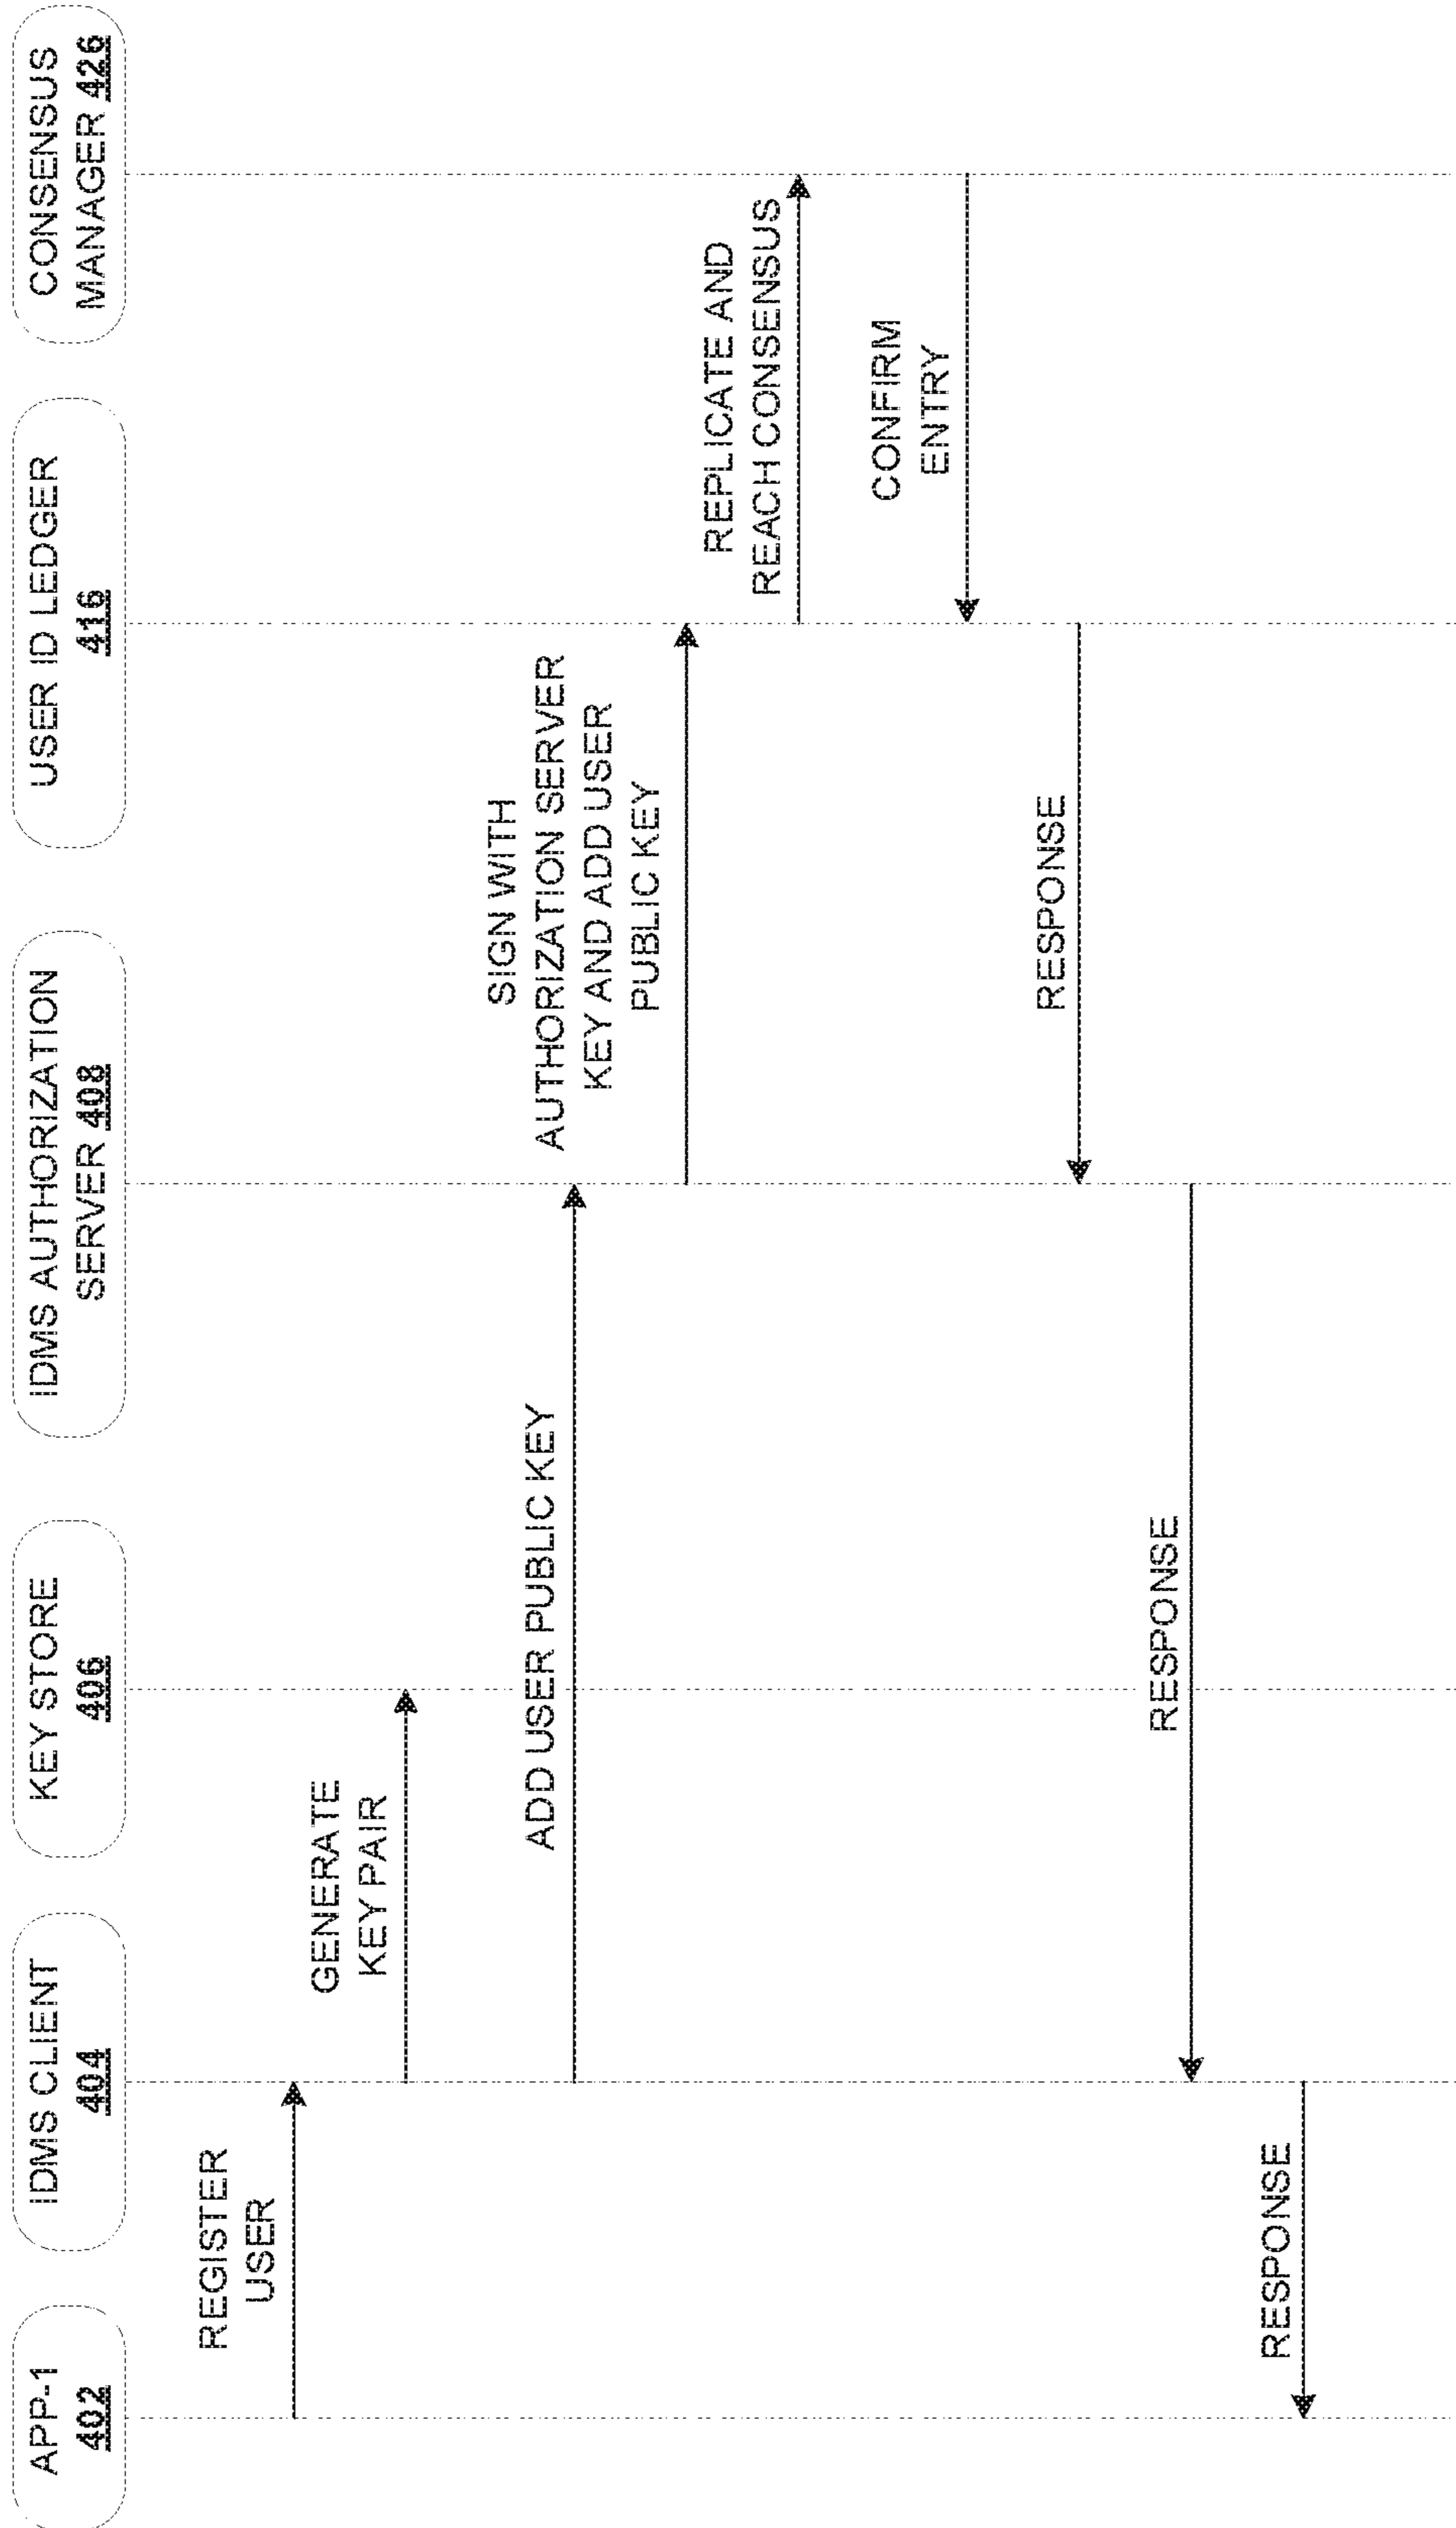 APP-1
402
IDMS CLIENT
404
KEY STORE
406
IDMS AUTHORIZATION
SERVER 408
USER ID LEDGER
416
CONSENSUS
MANAGER 426
REGISTER
USER
GENERATE
KEY PAIR
ADD USER PUBLIC KEY
SIGN WITH
AUTHORIZATION SERVER
KEY AND ADD USER
PUBLIC KEY
REPLICATE AND
REACH CONSENSUS
CONFIRM
ENTRY
RESPONSE
RESPONSE
RESPONSE